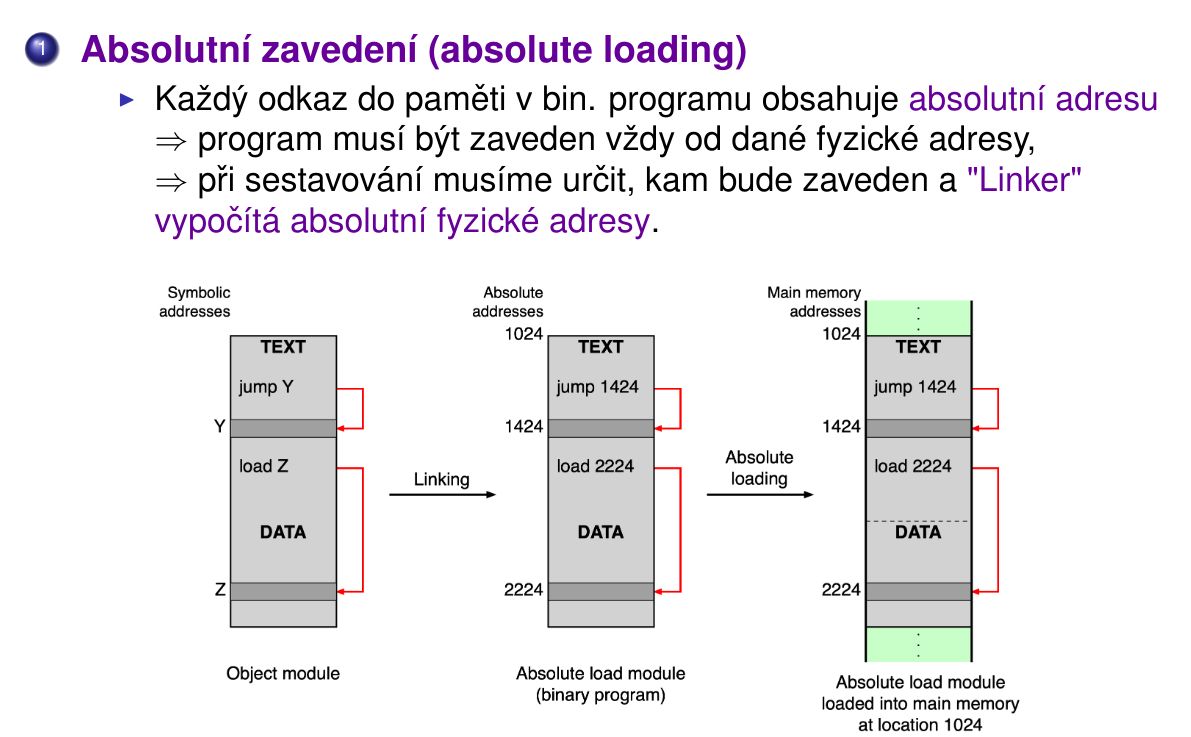 1 Absolutní zavedení (absolute loading)
Každý odkaz do paměti v bin. programu obsahuje absolutní adresu
⇒ program musí být zaveden vždy od dané fyzické adresy,
⇒ při sestavování musíme určit, kam bude zaveden a "Linker"
vypočítá absolutní fyzické adresy.
Symbolic
addresses
TEXT
jump Y
Y
load Z
DATA
Z
Object module
Linking
Absolute
addresses
1024
TEXT
jump 1424
1424
load 2224
DATA
2224
Absolute load module
(binary program)
Absolute
loading
Main memory
addresses
1024
TEXT
jump 1424
1424
load 2224
DATA
2224
Absolute load module
loaded into main memory
at location 1024